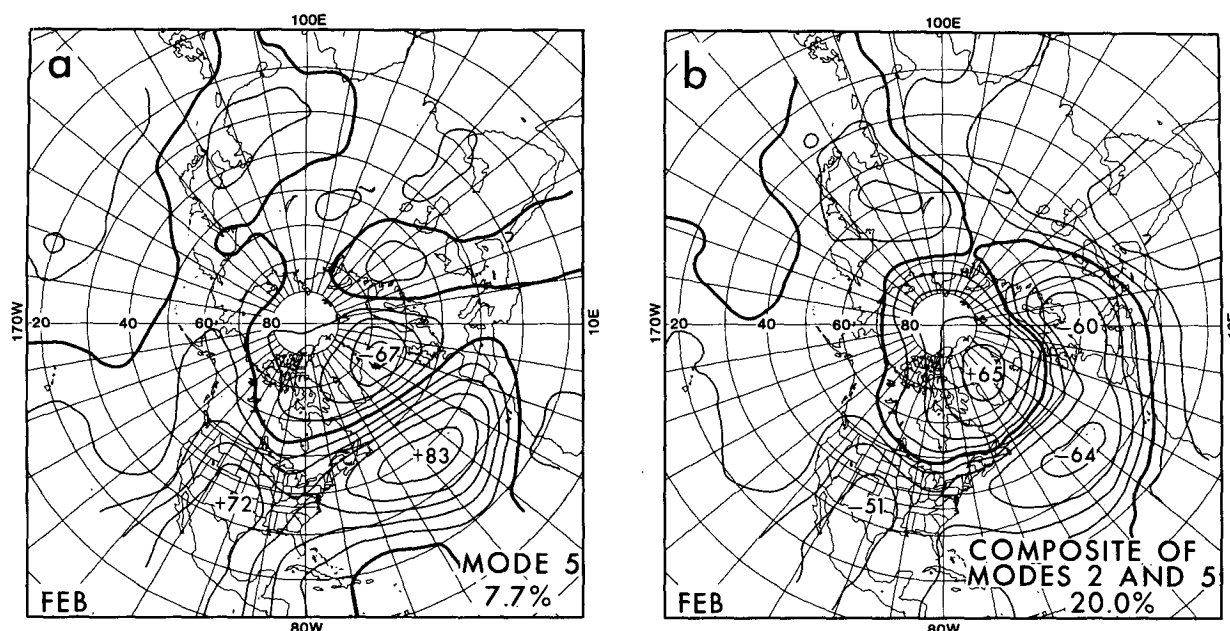 100E
a
170W
20
40
60
80
10E
-67
+83
+72
MODE 5
7.7%
FEB
80W
100E
b
170W
20
40
60
80
-60
+65
-64
-51
COMPOSITE OF
MODES 2 AND 5
20.0%
FEB
80W